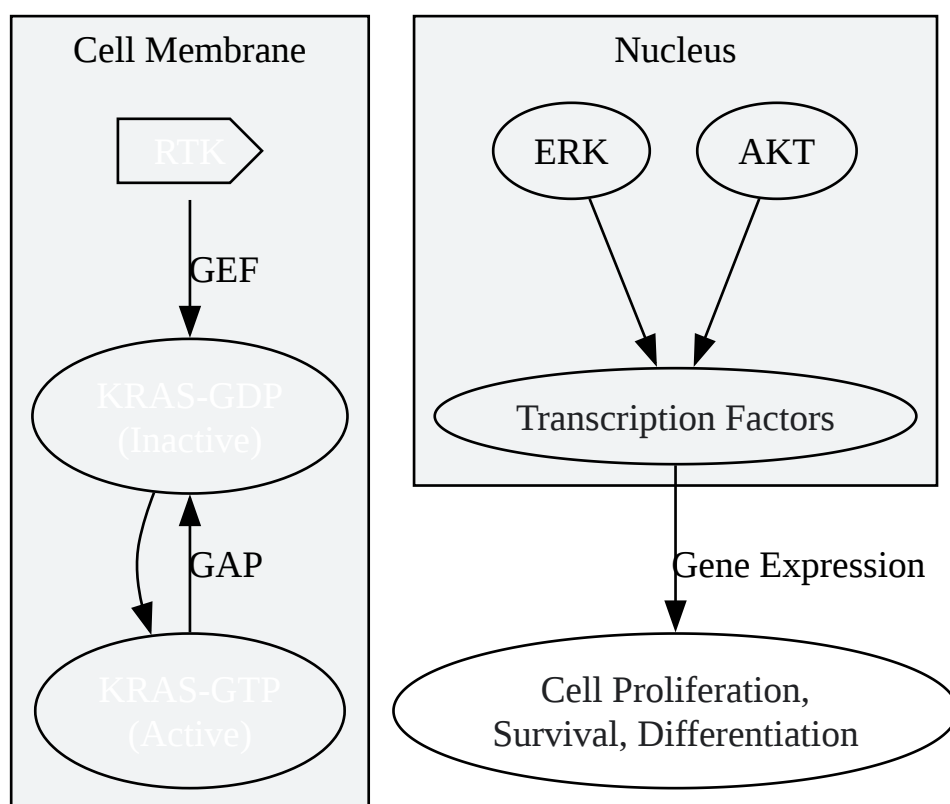 Cell Membrane
RTK
GEF
KRAS-GDP
(Inactive)
GAP
KRAS-GTP
(Active)
Nucleus
ERK
AKT
Transcription Factors
Gene Expression
Cell Proliferation,
Survival, Differentiation